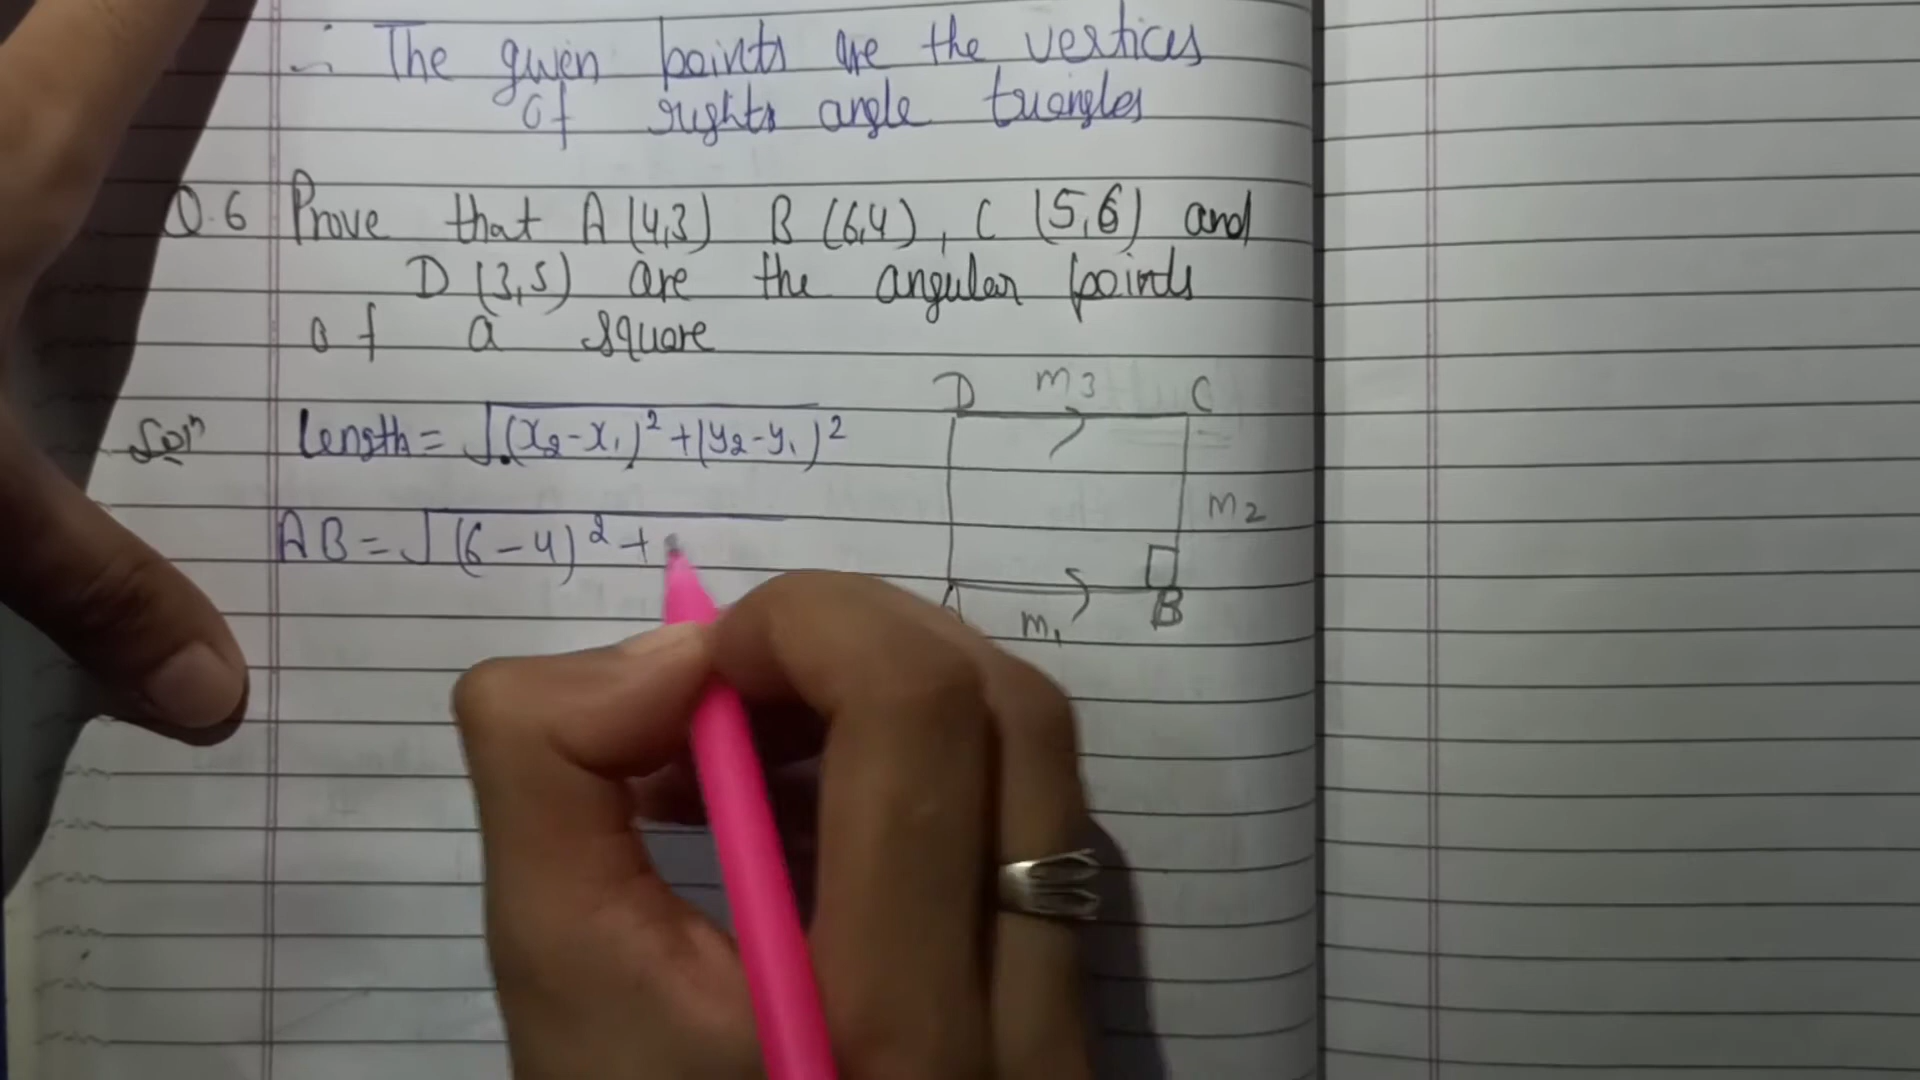 ∴ The given points are the vertices
of rights angle triangles
Q.6 Prove that A (4,3) B (6,4), C (5,6) and
D (3,5) are the angular points
of a square
Solⁿ Length = √(x₂-x₁)² + (y₂-y₁)²
D m3 C
m2
AB = √(6-4)² +
m₁ B